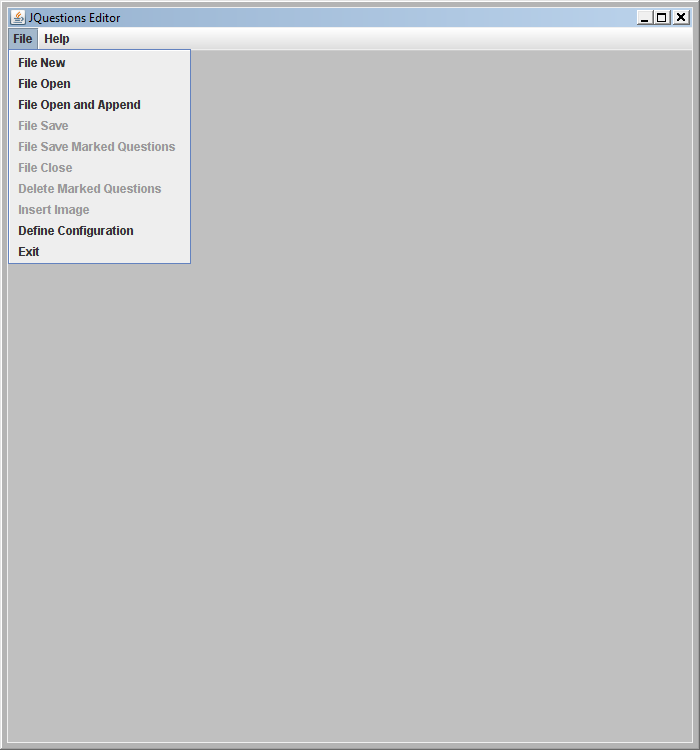 JQuestions Editor
File Help
File New
File Open
File Open and Append
File Save
File Save Marked Questions
File Close
Delete Marked Questions
Insert Image
Define Configuration
Exit